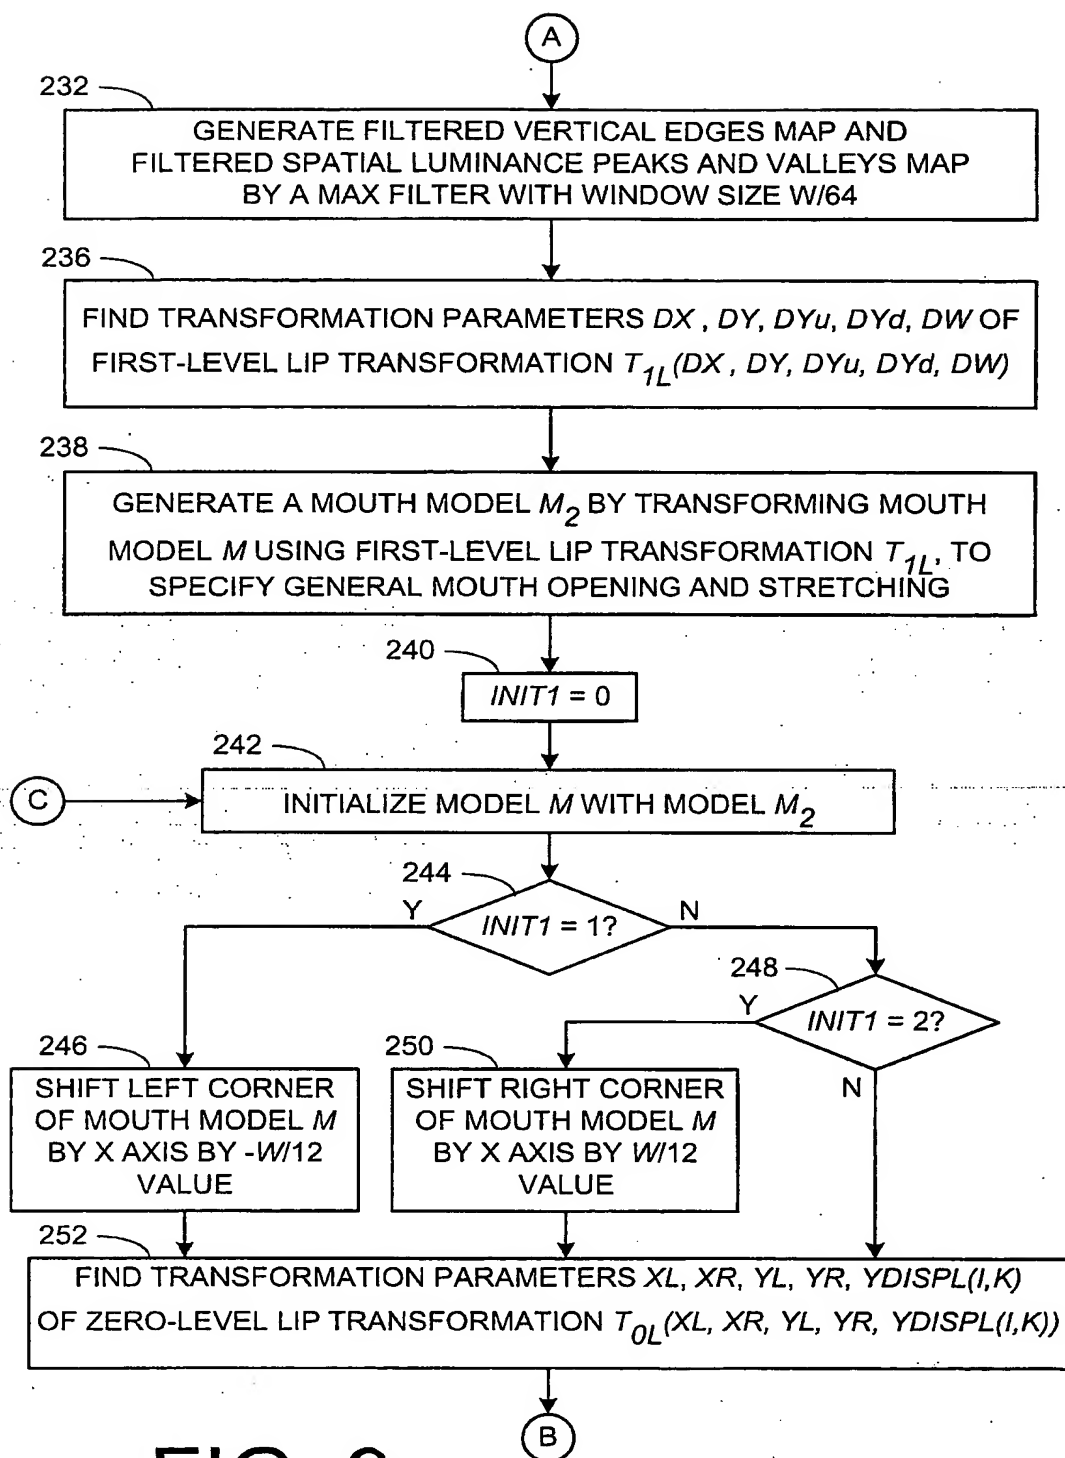 A
232
GENERATE FILTERED VERTICAL EDGES MAP AND
FILTERED SPATIAL LUMINANCE PEAKS AND VALLEYS MAP
BY A MAX FILTER WITH WINDOW SIZE W/64
236
FIND TRANSFORMATION PARAMETERS DX , DY, DYu, DYd, DW OF
FIRST-LEVEL LIP TRANSFORMATION T1L(DX , DY, DYu, DYd, DW)
238
GENERATE A MOUTH MODEL M2 BY TRANSFORMING MOUTH
MODEL M USING FIRST-LEVEL LIP TRANSFORMATION T1L, TO
SPECIFY GENERAL MOUTH OPENING AND STRETCHING
240
INIT1 = 0
242
C
INITIALIZE MODEL M WITH MODEL M2
244
Y
INIT1 = 1?
N
248
Y
INIT1 = 2?
N
246
SHIFT LEFT CORNER
OF MOUTH MODEL M
BY X AXIS BY -W/12
VALUE
250
SHIFT RIGHT CORNER
OF MOUTH MODEL M
BY X AXIS BY W/12
VALUE
252
FIND TRANSFORMATION PARAMETERS XL, XR, YL, YR, YDISPL(I,K)
OF ZERO-LEVEL LIP TRANSFORMATION T0L(XL, XR, YL, YR, YDISPL(I,K))
B